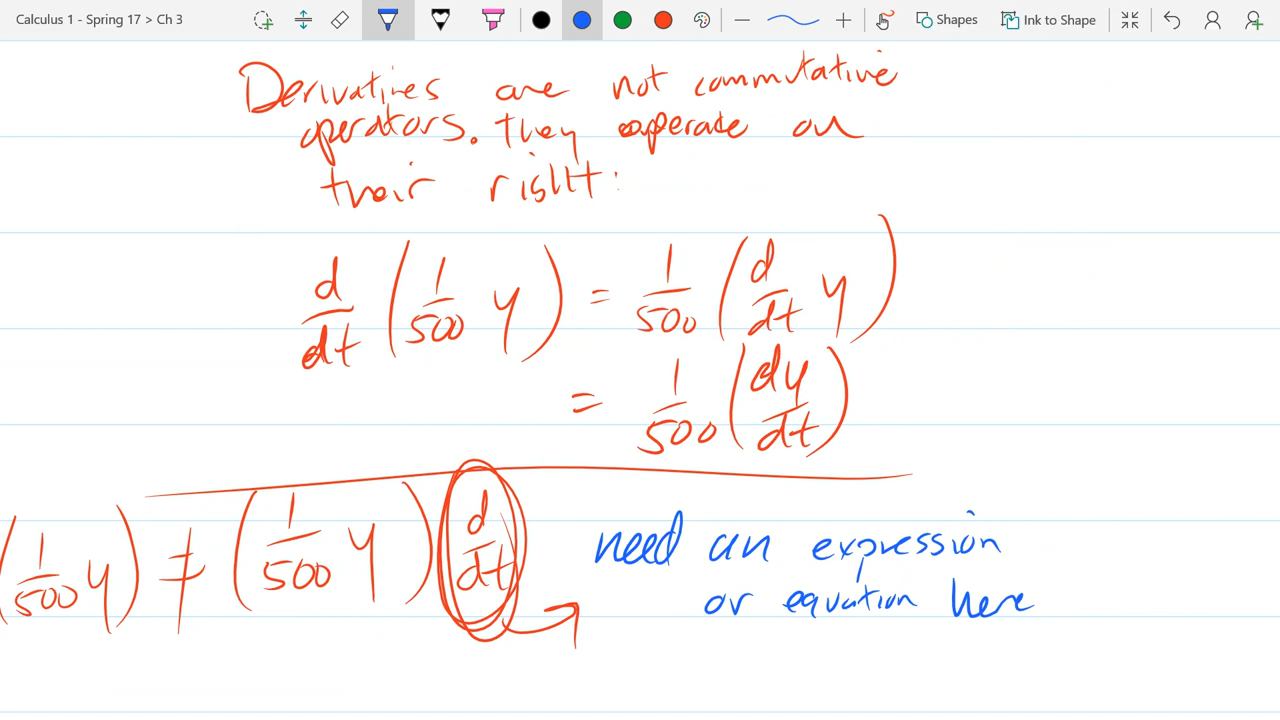 Calculus 1 - Spring 17 > Ch 3
Shapes
Ink to Shape
Derivatives are not commutative
operators. They operate on
their right:
d/dt (1/500 y) = 1/500 (d/dt y)
= 1/500 (dy/dt)
(1/500 y) ≠ (1/500 y) (d/dt)
need an expression
or equation here